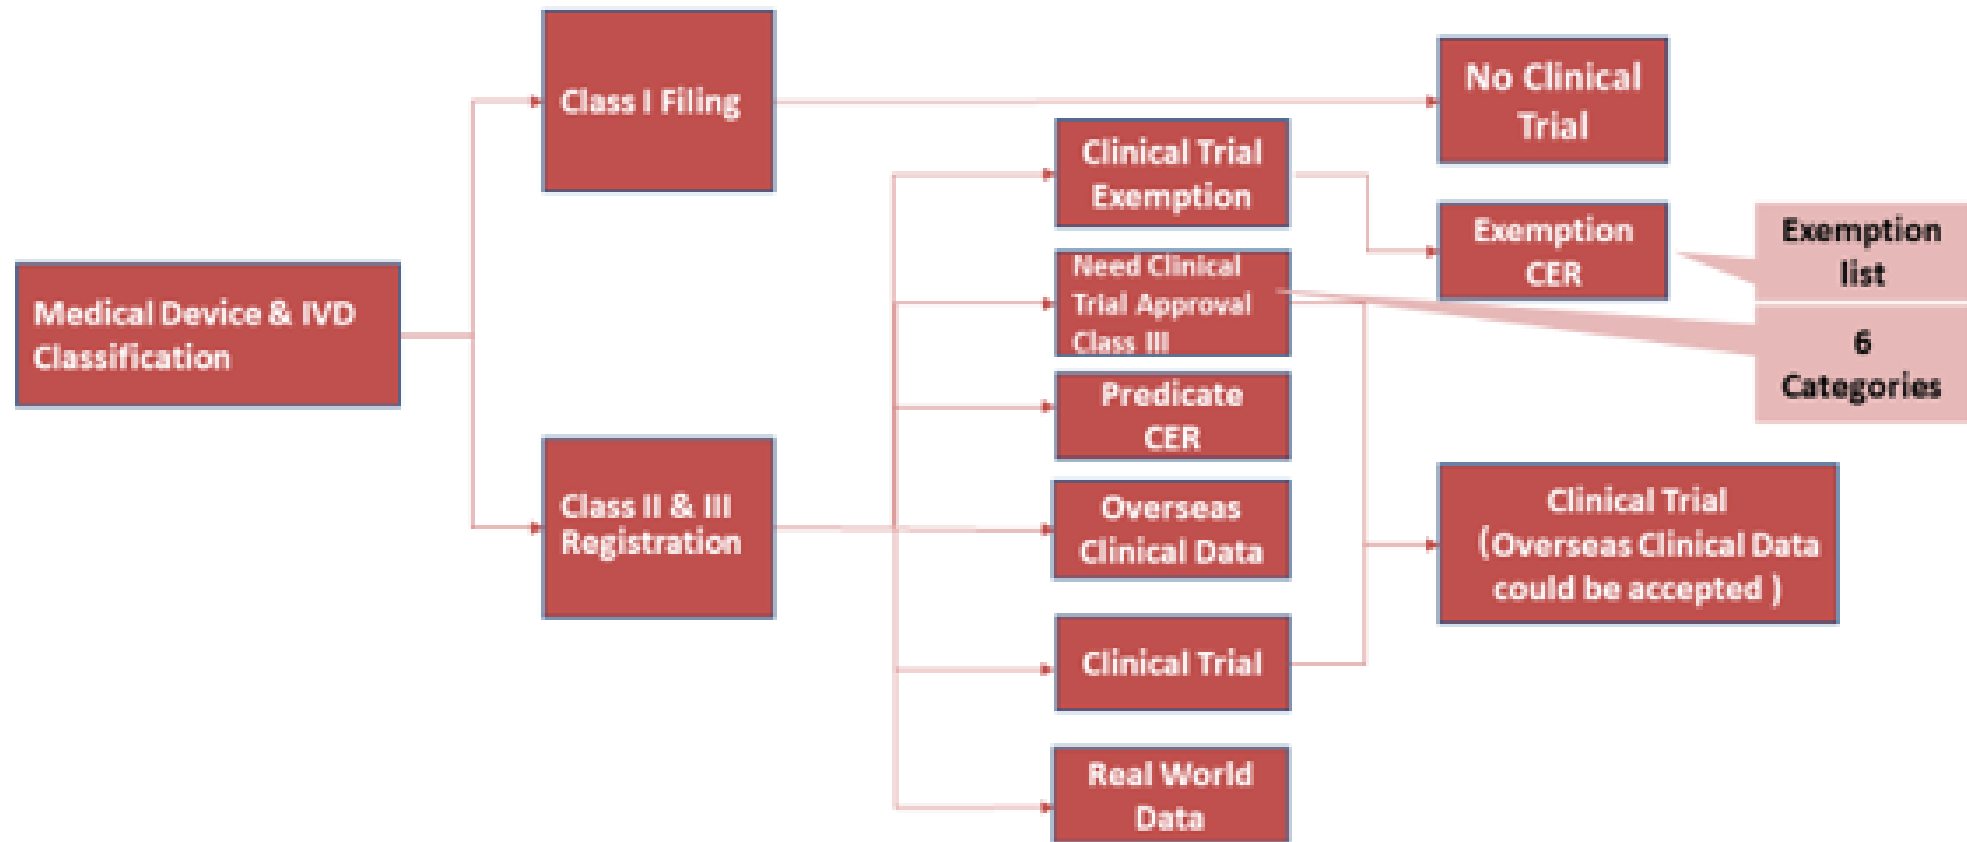 Class I Filing
No Clinical
Trial
Clinical Trial
Exemption
Exemption
CER
Exemption
list
Need Clinical
Trial Approval
Class III
6
Categories
Medical Device & IVD
Classification
Predicate
CER
Class II & III
Registration
Overseas
Clinical Data
Clinical Trial
(Overseas Clinical Data
could be accepted )
Clinical Trial
Real World
Data